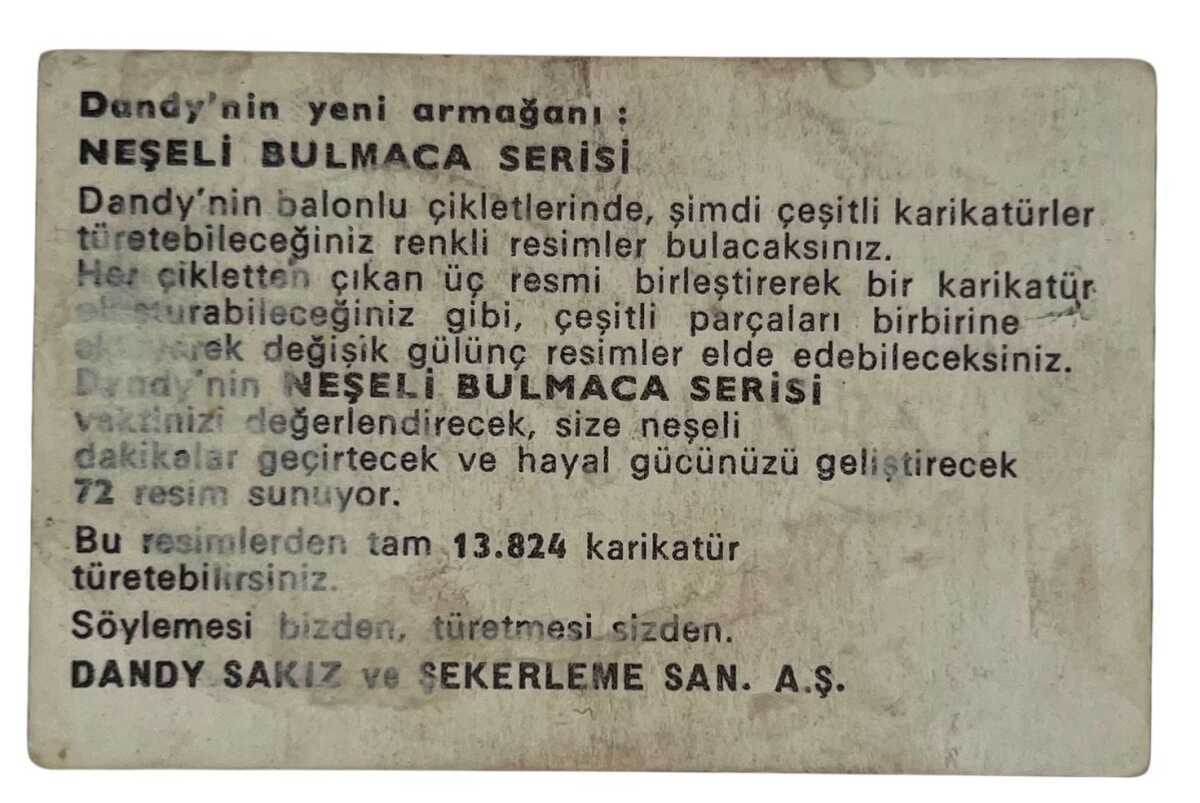 Dandy'nin yeni armağanı :
NEŞELİ BULMACA SERİSİ
Dandy'nin balonlu çikletlerinde, şimdi çeşitli karikatürler
türetebileceğiniz renkli resimler bulacaksınız.
Her çikletten çıkan üç resmi birleştirerek bir karikatür
oluşturabileceğiniz gibi, çeşitli parçaları birbirine
ekleyerek değişik gülünç resimler elde edebileceksiniz.
Dandy'nin NEŞELİ BULMACA SERİSİ
vaktinizi değerlendirecek, size neşeli
dakikalar geçirtecek ve hayal gücünüzü geliştirecek
72 resim sunuyor.
Bu resimlerden tam 13.824 karikatür
türetebilirsiniz.
Söylemesi bizden, türetmesi sizden.
DANDY SAKIZ ve ŞEKERLEME SAN. A.Ş.